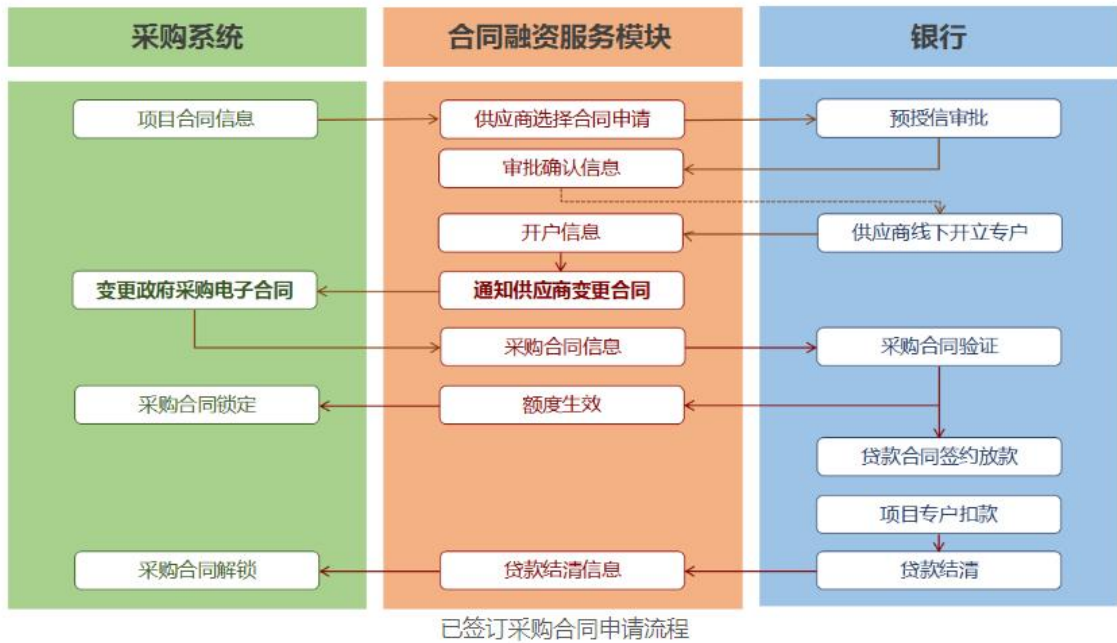 采购系统
合同融资服务模块
银行
项目合同信息
供应商选择合同申请
预授信审批
审批确认信息
开户信息
供应商线下开立专户
变更政府采购电子合同
通知供应商变更合同
采购合同信息
采购合同验证
采购合同锁定
额度生效
贷款合同签约放款
项目专户扣款
采购合同解锁
贷款结清信息
贷款结清
已签订采购合同申请流程